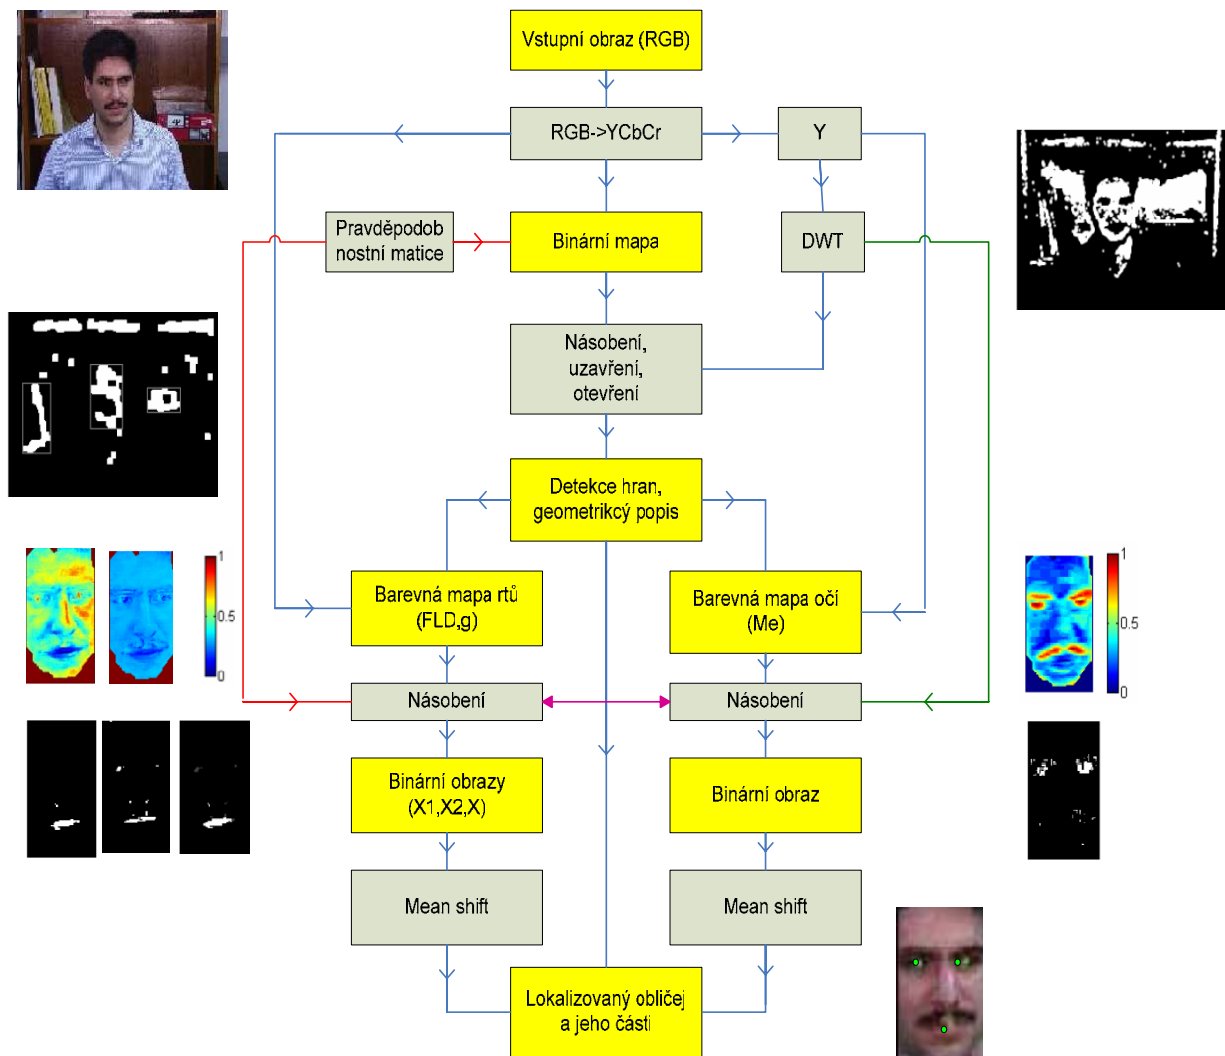 Vstupní obraz (RGB)
RGB->YCbCr
Y
Pravděpodob
nostní matice
Binární mapa
DWT
Násobení,
uzavření,
otevření
Detekce hran,
geometrikcý popis
Barevná mapa rtů
(FLD,g)
Barevná mapa očí
(Me)
1
0.5
0
1
0.5
0
Násobení
Násobení
Binární obrazy
(X1,X2,X)
Binární obraz
Mean shift
Mean shift
Lokalizovaný obličej
a jeho části